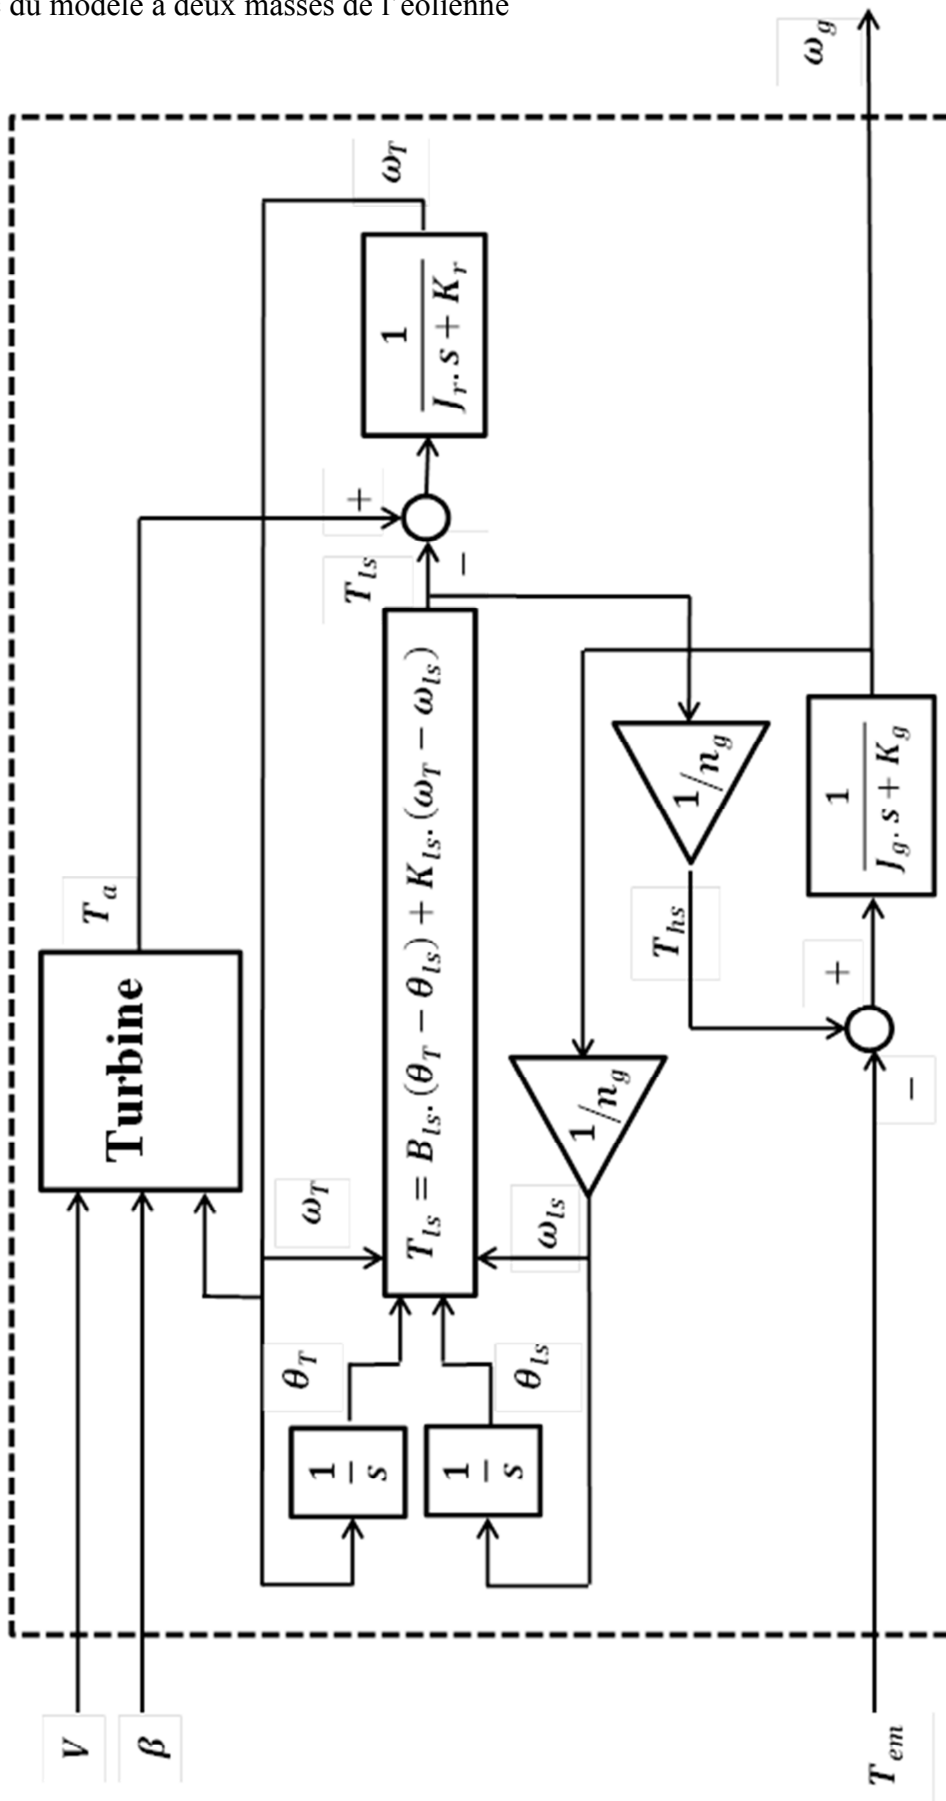 du modèle à deux masses de l'éolienne
V
β
T_em
Turbine
T_a
ω_T
θ_T
1/s
θ_ls
1/s
T_ls = B_ls.(θ_T − θ_ls) + K_ls.(ω_T − ω_ls)
ω_ls
1/n_g
T_ls
+
−
1/(J_r.s + K_r)
ω_T
1/n_g
T_hs
+
−
1/(J_g.s + K_g)
ω_g